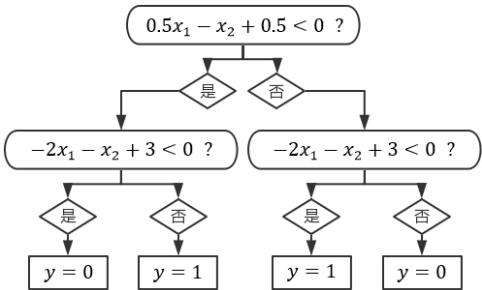 0.5x₁ − x₂ + 0.5 < 0 ?
是 否
−2x₁ − x₂ + 3 < 0 ? −2x₁ − x₂ + 3 < 0 ?
是 否 是 否
y = 0 y = 1 y = 1 y = 0